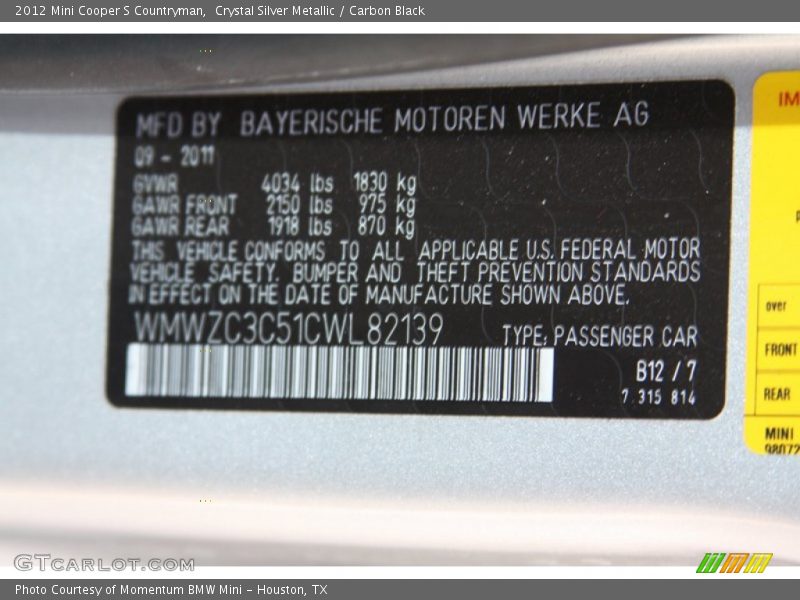 2012 Mini Cooper S Countryman,  Crystal Silver Metallic / Carbon Black
MFD BY  BAYERISCHE MOTOREN WERKE AG
09 - 2011
GVWR 4034 lbs 1830 kg
GAWR FRONT 2150 lbs 975 kg
GAWR REAR 1918 lbs 870 kg
THIS VEHICLE CONFORMS TO ALL APPLICABLE U.S. FEDERAL MOTOR
VEHICLE SAFETY, BUMPER AND THEFT PREVENTION STANDARDS
IN EFFECT ON THE DATE OF MANUFACTURE SHOWN ABOVE.
WMWZC3C51CWL82139 TYPE: PASSENGER CAR
B12 / 7
7 315 814
IM
over
FRONT
REAR
MINI
98072
GTCARLOT.COM
Photo Courtesy of Momentum BMW Mini - Houston, TX